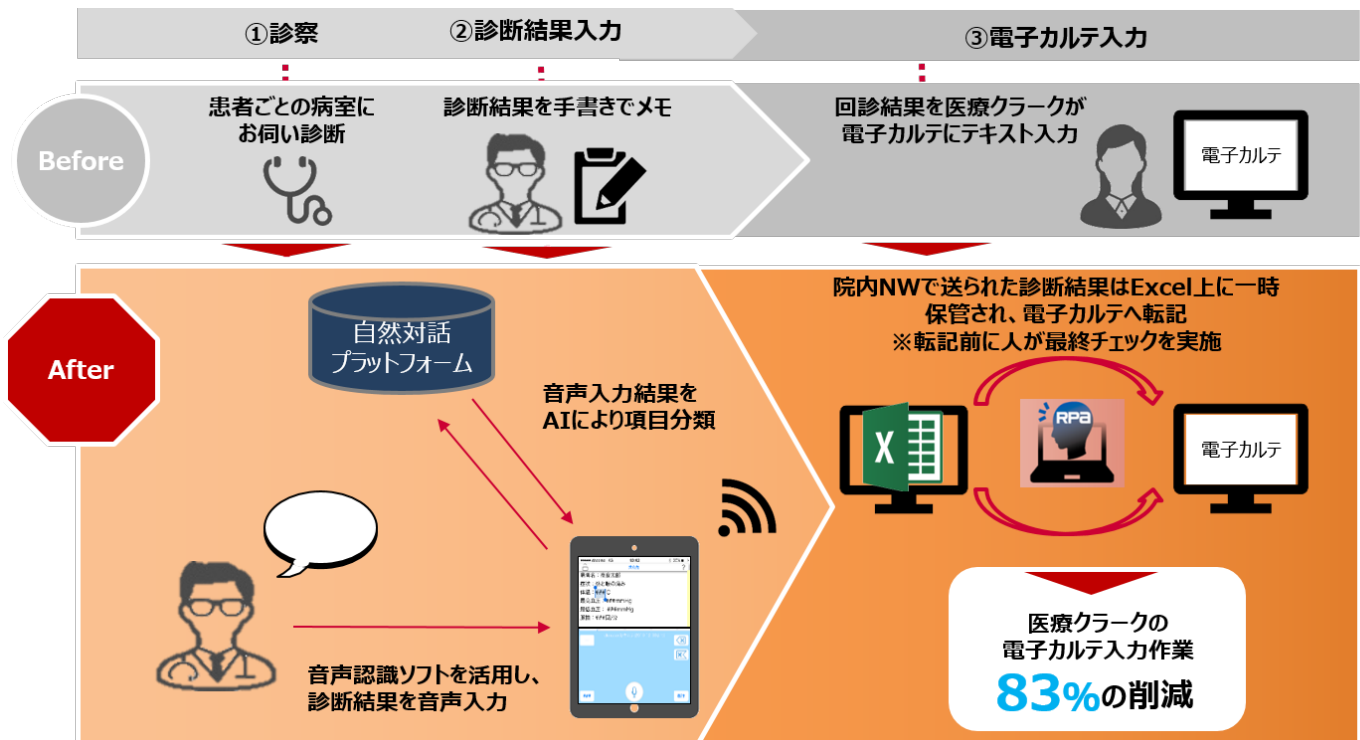 ①診察
②診断結果入力
③電子カルテ入力
Before
患者ごとの病室に
お伺い診断
診断結果を手書きでメモ
回診結果を医療クラークが
電子カルテにテキスト入力
電子カルテ
After
自然対話
プラットフォーム
音声入力結果を
AIにより項目分類
音声認識ソフトを活用し、
診断結果を音声入力
院内NWで送られた診断結果はExcel上に一時
保管され、電子カルテへ転記
※転記前に人が最終チェックを実施
X
RPA
電子カルテ
医療クラークの
電子カルテ入力作業
83%の削減